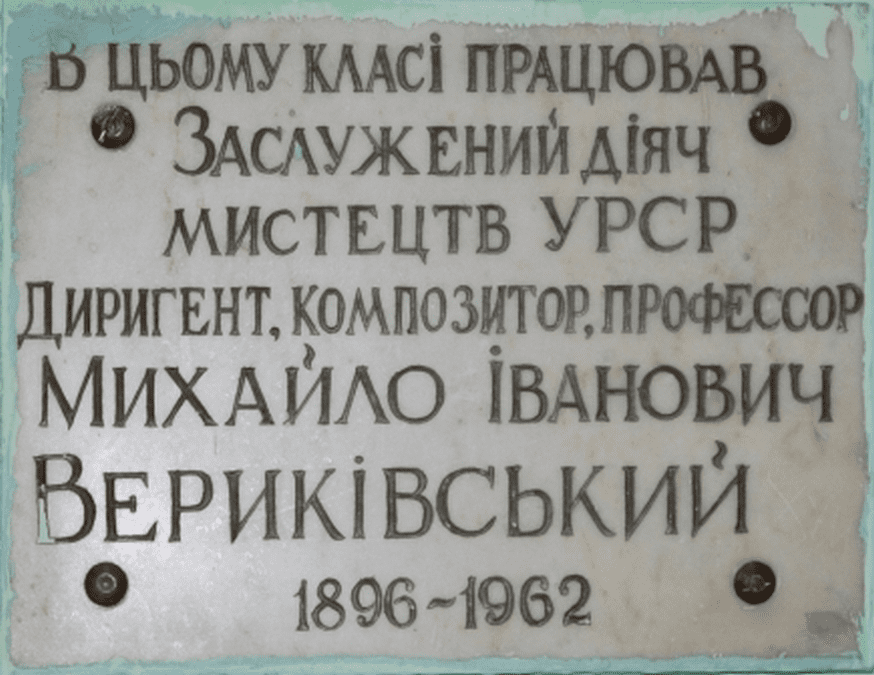 В ЦЬОМУ КЛАСІ ПРАЦЮВАВ
ЗАСЛУЖЕНИЙ ДІЯЧ
МИСТЕЦТВ УРСР
ДИРИГЕНТ, КОМПОЗИТОР, ПРОФЕССОР
МИХАЙЛО ІВАНОВИЧ
ВЕРИКІВСЬКИЙ
1896-1962